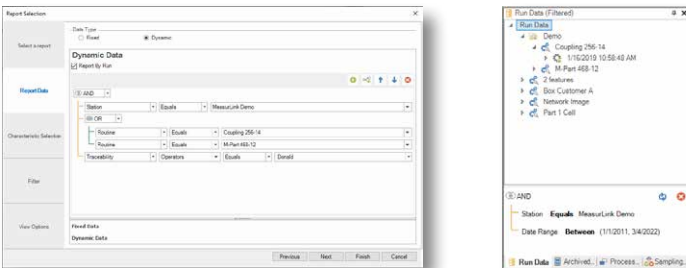 Report Selection
Select a report
Report Data
Characteristic Selection
Filter
View Options
Data Type
Fixed Dynamic
Dynamic Data
Report By Run
AND
Station Equals MeasurLink Demo
OR
Routine Equals Coupling 256-14
Routine Equals M-Part 468-12
Traceability Operators Equals Donald
Fixed Data
Dynamic Data
Previous Next Finish Cancel
Run Data (Filtered)
Run Data
Demo
Coupling 256-14
1/16/2019 10:58:48 AM
M-Part 468-12
2 features
Box Customer A
Network Image
Part 1 Cell
AND
Station Equals MeasurLink Demo
Date Range Between (1/1/2011, 3/4/2022)
Run Data Archived... Process... Sampling...